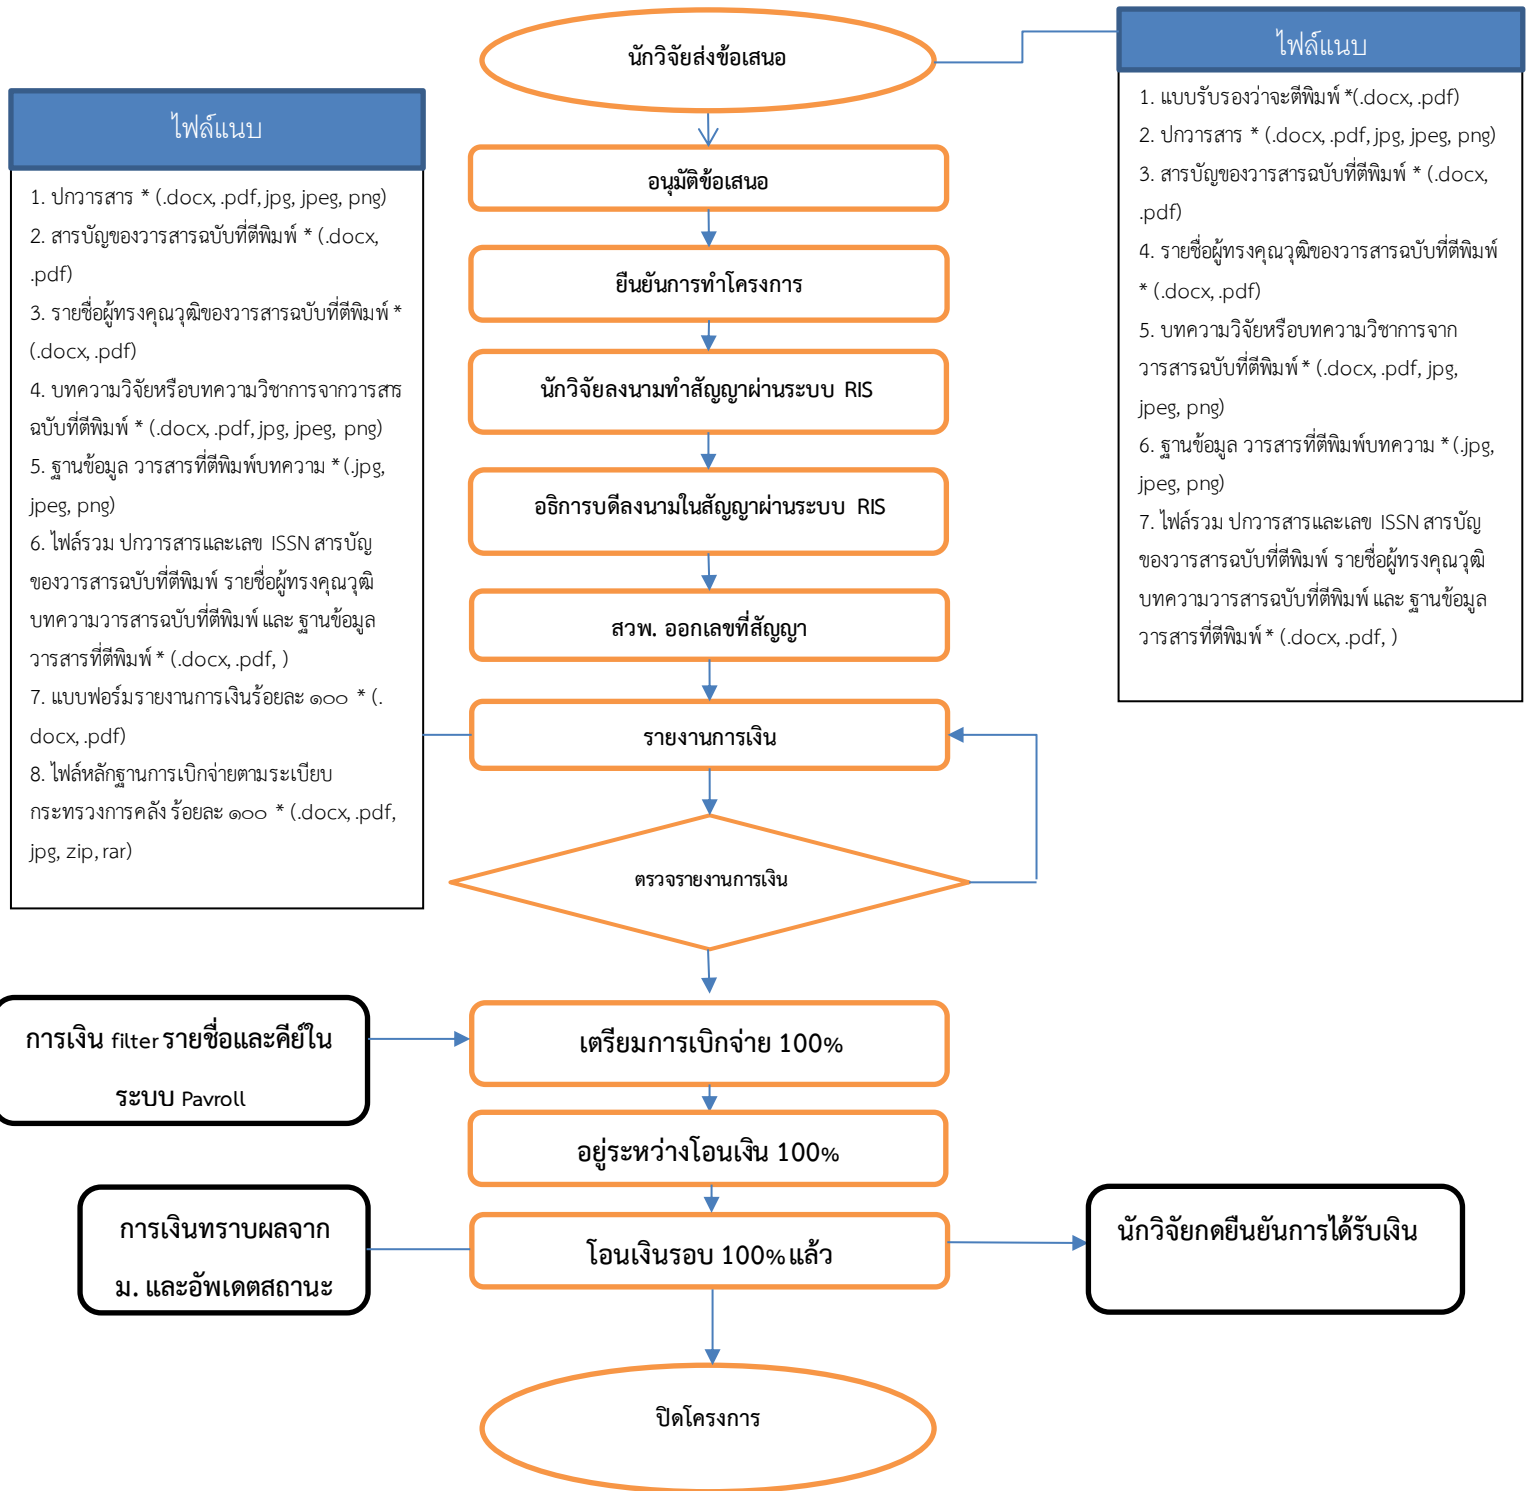 นักวิจัยส่งข้อเสนอ
ไฟล์แนบ
1. แบบรับรองว่าจะตีพิมพ์ *(.docx, .pdf)
2. ปกวารสาร * (.docx, .pdf, jpg, jpeg, png)
3. สารบัญของวารสารฉบับที่ตีพิมพ์ * (.docx,
.pdf)
4. รายชื่อผู้ทรงคุณวุฒิของวารสารฉบับที่ตีพิมพ์
* (.docx, .pdf)
5. บทความวิจัยหรือบทความวิชาการจาก
วารสารฉบับที่ตีพิมพ์ * (.docx, .pdf, jpg,
jpeg, png)
6. ฐานข้อมูล วารสารที่ตีพิมพ์บทความ * (.jpg,
jpeg, png)
7. ไฟล์รวม ปกวารสารและเลข ISSN สารบัญ
ของวารสารฉบับที่ตีพิมพ์ รายชื่อผู้ทรงคุณวุฒิ
บทความวารสารฉบับที่ตีพิมพ์ และ ฐานข้อมูล
วารสารที่ตีพิมพ์ * (.docx, .pdf, )
ไฟล์แนบ
1. ปกวารสาร * (.docx, .pdf, jpg, jpeg, png)
2. สารบัญของวารสารฉบับที่ตีพิมพ์ * (.docx,
.pdf)
3. รายชื่อผู้ทรงคุณวุฒิของวารสารฉบับที่ตีพิมพ์ *
(.docx, .pdf)
4. บทความวิจัยหรือบทความวิชาการจากวารสาร
ฉบับที่ตีพิมพ์ * (.docx, .pdf, jpg, jpeg, png)
5. ฐานข้อมูล วารสารที่ตีพิมพ์บทความ * (.jpg,
jpeg, png)
6. ไฟล์รวม ปกวารสารและเลข ISSN สารบัญ
ของวารสารฉบับที่ตีพิมพ์ รายชื่อผู้ทรงคุณวุฒิ
บทความวารสารฉบับที่ตีพิมพ์ และ ฐานข้อมูล
วารสารที่ตีพิมพ์ * (.docx, .pdf, )
7. แบบฟอร์มรายงานการเงินร้อยละ ๑๐๐ * (.
docx, .pdf)
8. ไฟล์หลักฐานการเบิกจ่ายตามระเบียบ
กระทรวงการคลัง ร้อยละ ๑๐๐ * (.docx, .pdf,
jpg, zip, rar)
อนุมัติข้อเสนอ
ยืนยันการทำโครงการ
นักวิจัยลงนามทำสัญญาผ่านระบบ RIS
อธิการบดีลงนามในสัญญาผ่านระบบ RIS
สวพ. ออกเลขที่สัญญา
รายงานการเงิน
ตรวจรายงานการเงิน
การเงิน filter รายชื่อและคีย์ใน
ระบบ Pavroll
เตรียมการเบิกจ่าย 100%
อยู่ระหว่างโอนเงิน 100%
การเงินทราบผลจาก
ม. และอัพเดตสถานะ
โอนเงินรอบ 100% แล้ว
นักวิจัยกดยืนยันการได้รับเงิน
ปิดโครงการ